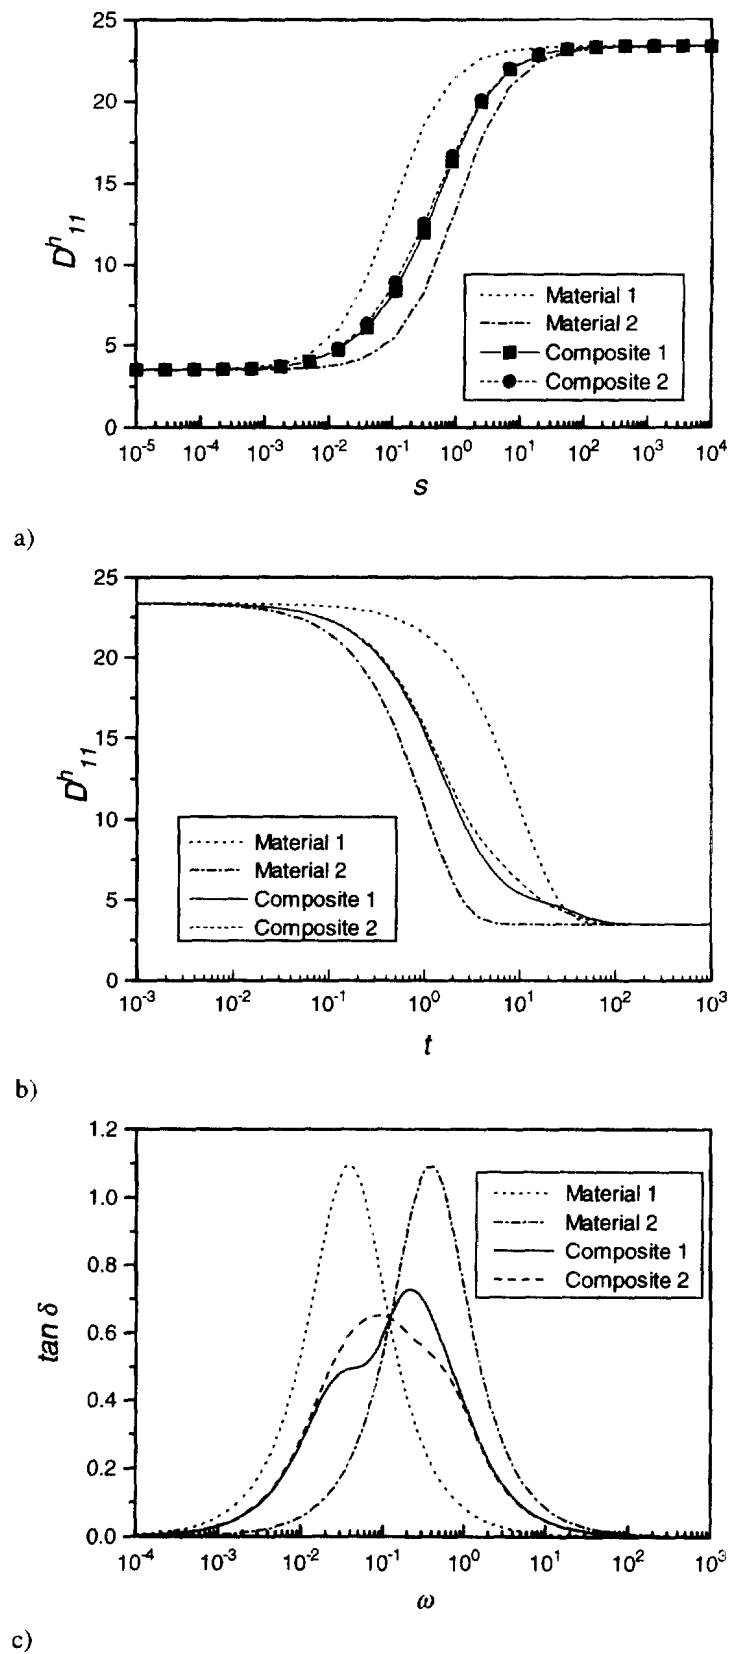 25
20
15
10
5
0
D^h_11
Material 1
Material 2
Composite 1
Composite 2
10^-5 10^-4 10^-3 10^-2 10^-1 10^0 10^1 10^2 10^3 10^4
s
a)
25
20
15
10
5
0
D^h_11
Material 1
Material 2
Composite 1
Composite 2
10^-3 10^-2 10^-1 10^0 10^1 10^2 10^3
t
b)
1.2
1.0
0.8
0.6
0.4
0.2
0.0
tan δ
Material 1
Material 2
Composite 1
Composite 2
10^-4 10^-3 10^-2 10^-1 10^0 10^1 10^2 10^3
ω
c)